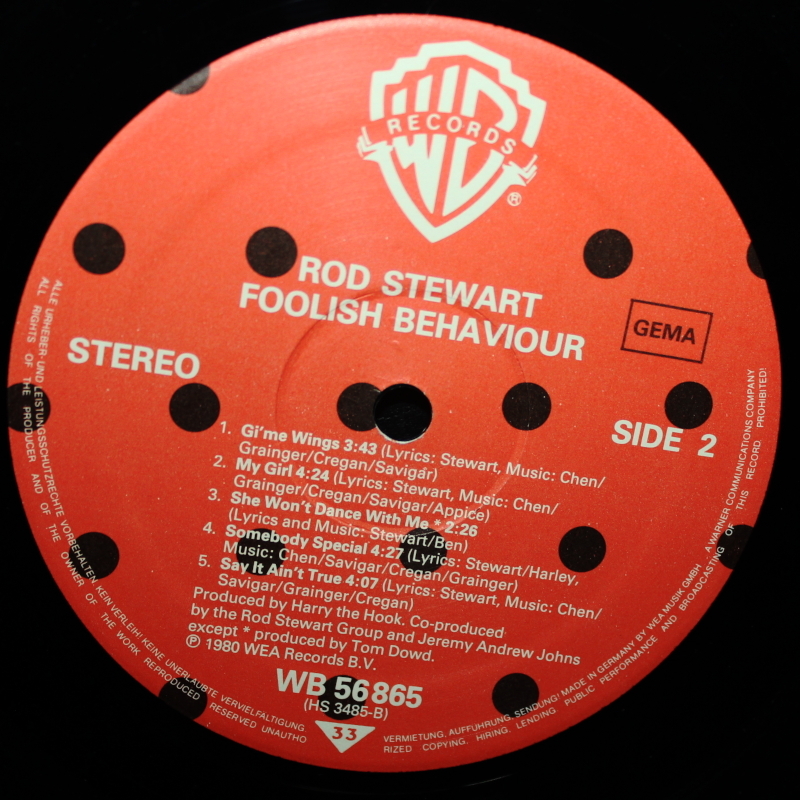 WB
RECORDS
®
ROD STEWART
FOOLISH BEHAVIOUR
GEMA
STEREO
SIDE 2
1. Gi'me Wings 3:43 (Lyrics: Stewart, Music: Chen/
Grainger/Cregan/Savigar)
2. My Girl 4:24 (Lyrics: Stewart, Music: Chen/
Grainger/Cregan/Savigar/Appice)
3. She Won't Dance With Me * 2:26
(Lyrics and Music: Stewart/Ben)
4. Somebody Special 4:27 (Lyrics: Stewart/Harley,
Music: Chen/Savigar/Cregan/Grainger)
5. Say It Ain't True 4:07 (Lyrics: Stewart, Music: Chen/
Savigar/Grainger/Cregan)
Produced by Harry the Hook. Co-produced
by the Rod Stewart Group and Jeremy Andrew Johns
except * produced by Tom Dowd.
℗ 1980 WEA Records B.V.
WB 56 865
(HS 3485-B)
33
ALLE URHEBER- UND LEISTUNGSSCHUTZRECHTE VORBEHALTEN KEIN VERLEIH! KEINE UNERLAUBTE VERVIELFÄLTIGUNG.
VERMIETUNG. AUFFÜHRUNG. SENDUNG! MADE IN GERMANY BY WEA MUSIK GMBH · A WARNER COMMUNICATIONS COMPANY
ALL RIGHTS OF THE PRODUCER AND OF THE OWNER OF THE WORK REPRODUCED RESERVED UNAUTHO
RIZED COPYING. HIRING. LENDING PUBLIC PERFORMANCE AND BROADCASTING OF THIS RECORD PROHIBITED!